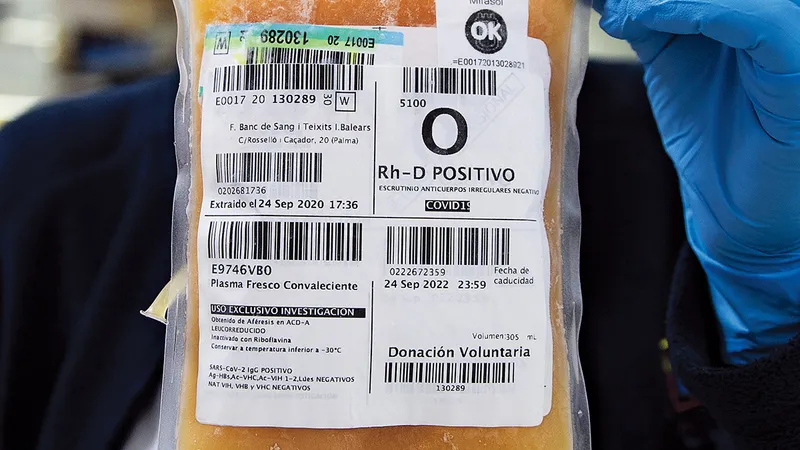 Mirasol
OK
=E00172013028921
W
130289
E0017 20
E0017 20 130289 30 W
5100
O
Rh-D POSITIVO
ESCRUTINIO ANTICUERPOS IRREGULARES NEGATIVO
COVID19
F. Banc de Sang i Teixits I.Balears
C/Rosselló i Caçador, 20 (Palma)
0202681736
Extraido el 24 Sep 2020 17:36
E9746VB0
Plasma Fresco Convaleciente
USO EXCLUSIVO INVESTIGACION
Obtenido de Aféresis en ACD-A
LEUCORREDUCIDO
Inactivado con Riboflavina
Conservar a temperatura inferior a -30°C
SARS-CoV-2 IgG POSITIVO
Ag-HBs,Ac-VHC,Ac-VIH 1-2,Lúes NEGATIVOS
NAT VIH, VHB y VHC NEGATIVOS
0222672359
Fecha de
caducidad
24 Sep 2022 23:59
Volumen:305 mL
Donación Voluntaria
130289